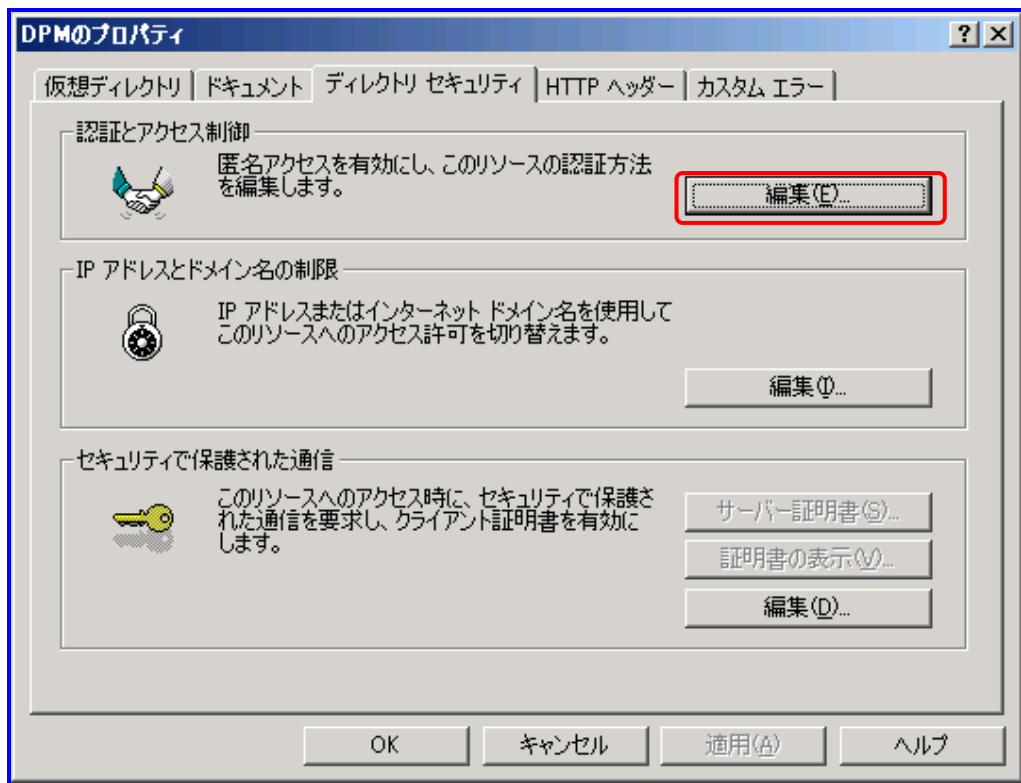 DPMのプロパティ
仮想ディレクトリ ドキュメント ディレクトリ セキュリティ HTTP ヘッダー カスタム エラー
認証とアクセス制御
匿名アクセスを有効にし、このリソースの認証方法
を編集します。
編集(E)...
IP アドレスとドメイン名の制限
IP アドレスまたはインターネット ドメイン名を使用して
このリソースへのアクセス許可を切り替えます。
編集(I)...
セキュリティで保護された通信
このリソースへのアクセス時に、セキュリティで保護さ
れた通信を要求し、クライアント証明書を有効に
します。
サーバー証明書(S)...
証明書の表示(V)...
編集(D)...
OK キャンセル 適用(A) ヘルプ